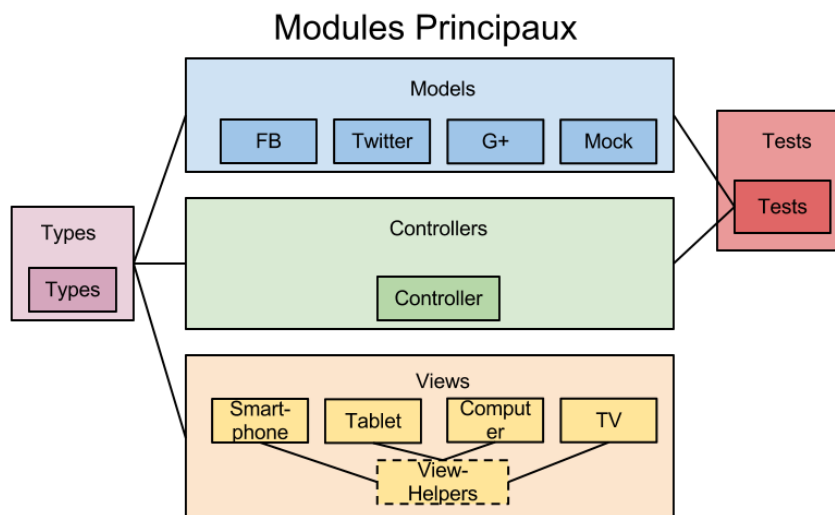 Modules Principaux
Models
FB
Twitter
G+
Mock
Tests
Tests
Types
Types
Controllers
Controller
Views
Smart-
phone
Tablet
Comput
er
TV
View-
Helpers